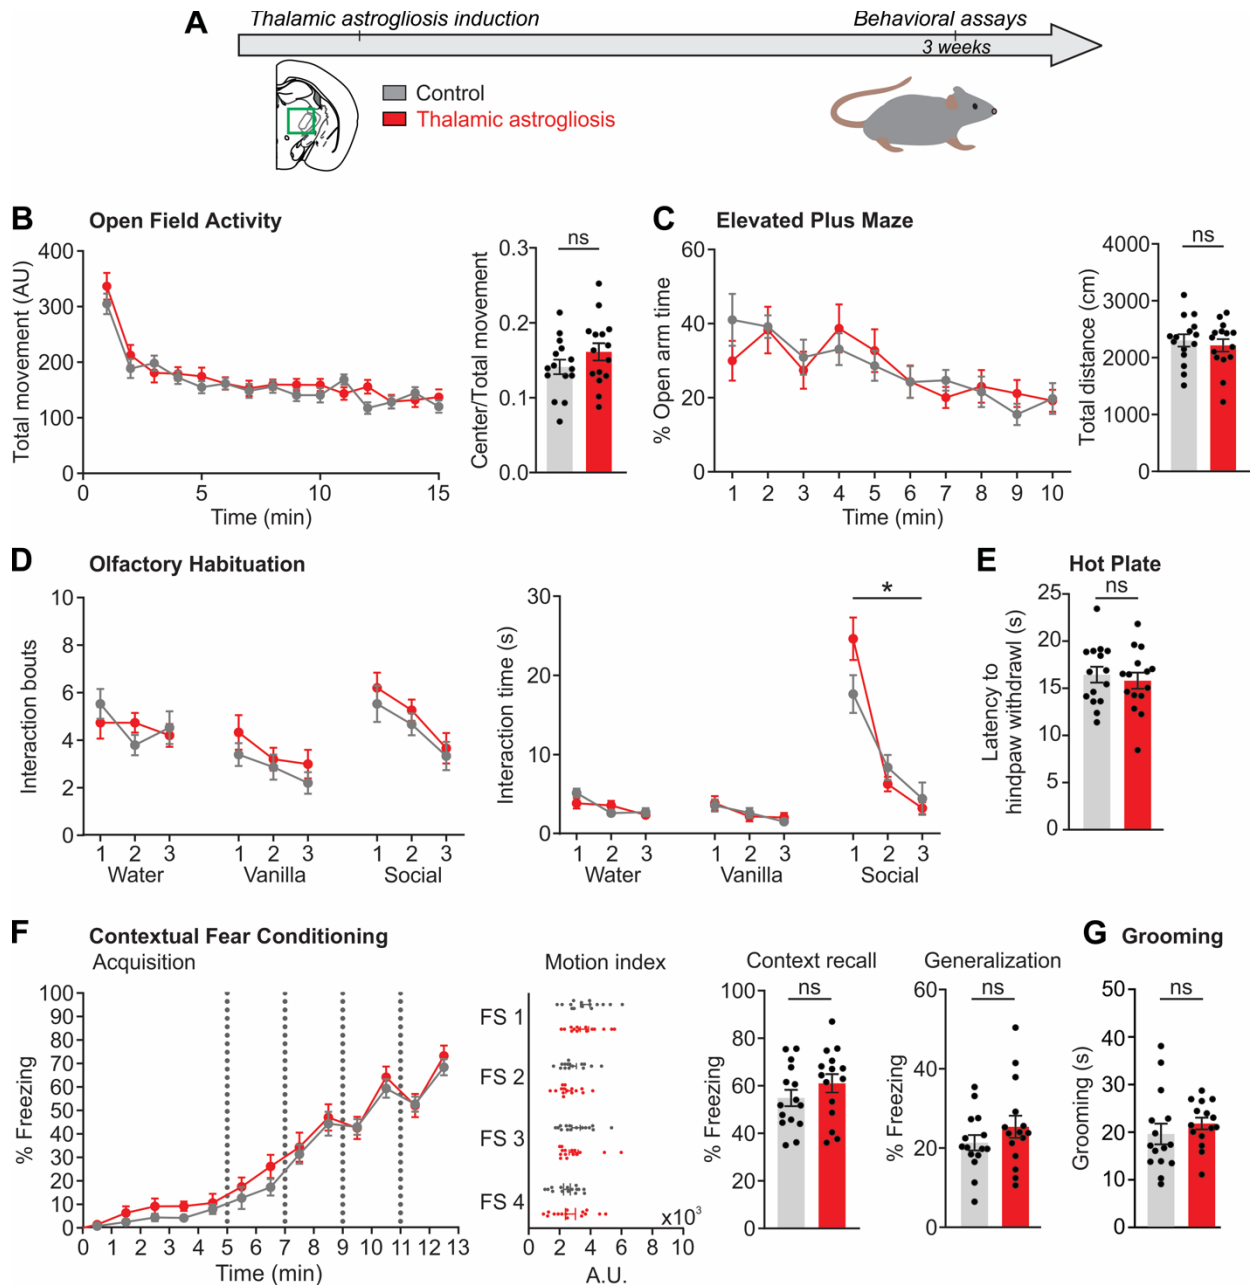 A
Thalamic astrogliosis induction
Behavioral assays
3 weeks
Control
Thalamic astrogliosis
B Open Field Activity
Total movement (AU)
400
300
200
100
0
0 5 10 15
Time (min)
Center/Total movement
0.3
0.2
0.1
0.0
ns
C Elevated Plus Maze
% Open arm time
60
40
20
0
1 2 3 4 5 6 7 8 9 10
Time (min)
Total distance (cm)
4000
3000
2000
1000
0
ns
D Olfactory Habituation
Interaction bouts
10
8
6
4
2
0
1 2 3 1 2 3 1 2 3
Water Vanilla Social
Interaction time (s)
30
20
10
0
*
1 2 3 1 2 3 1 2 3
Water Vanilla Social
E Hot Plate
Latency to
hindpaw withdrawl (s)
25
20
15
10
5
0
ns
F Contextual Fear Conditioning
Acquisition
% Freezing
100
90
80
70
60
50
40
30
20
10
0
0 1 2 3 4 5 6 7 8 9 10 11 12 13
Time (min)
Motion index
FS 1
FS 2
FS 3
FS 4
x10³
0 2 4 6 8 10
A.U.
Context recall
% Freezing
100
80
60
40
20
0
ns
Generalization
% Freezing
60
40
20
0
ns
G Grooming
Grooming (s)
50
40
30
20
10
0
ns